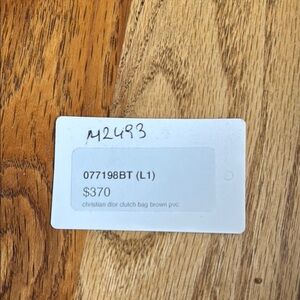 M2493
077198BT (L1)
$370
christian dior clutch bag brown pvc